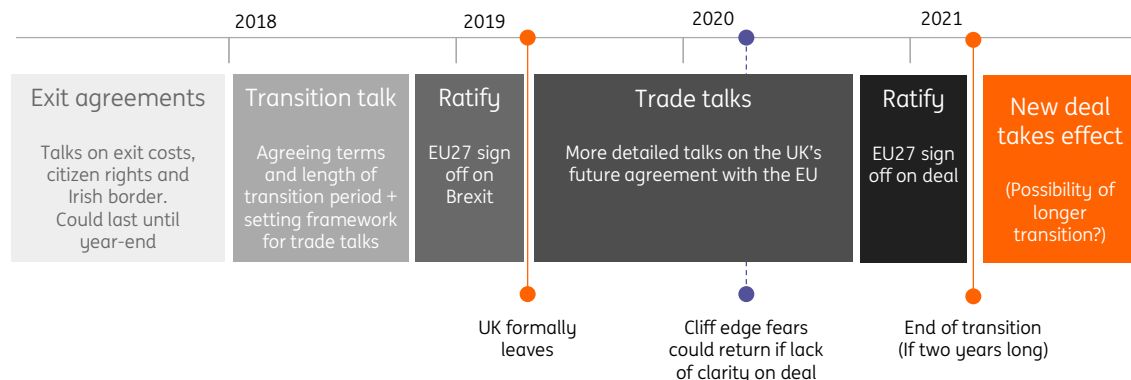 2018
2019
2020
2021
Exit agreements
Talks on exit costs,
citizen rights and
Irish border.
Could last until
year-end
Transition talk
Agreeing terms
and length of
transition period +
setting framework
for trade talks
Ratify
EU27 sign
off on
Brexit
Trade talks
More detailed talks on the UK's
future agreement with the EU
Ratify
EU27 sign
off on deal
New deal
takes effect
(Possibility of
longer
transition?)
UK formally
leaves
Cliff edge fears
could return if lack
of clarity on deal
End of transition
(If two years long)